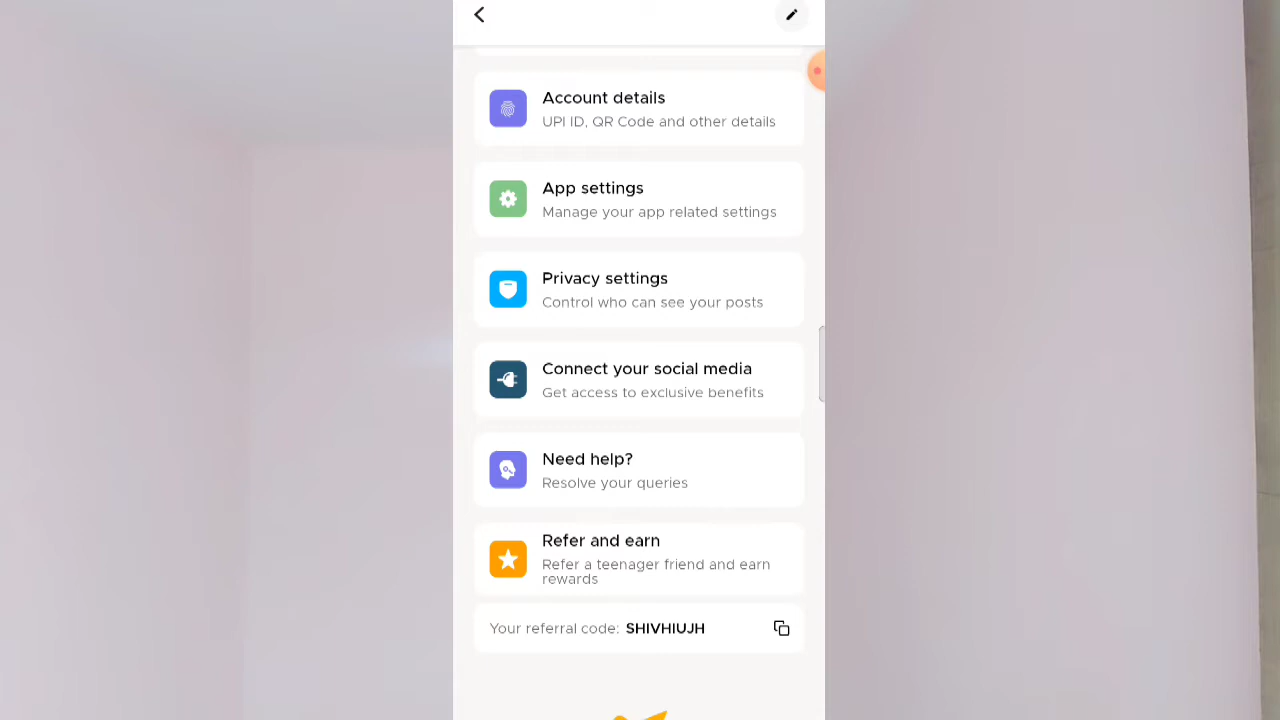 Account details
UPI ID, QR Code and other details
App settings
Manage your app related settings
Privacy settings
Control who can see your posts
Connect your social media
Get access to exclusive benefits
Need help?
Resolve your queries
Refer and earn
Refer a teenager friend and earn
rewards
Your referral code: SHIVHIUJH